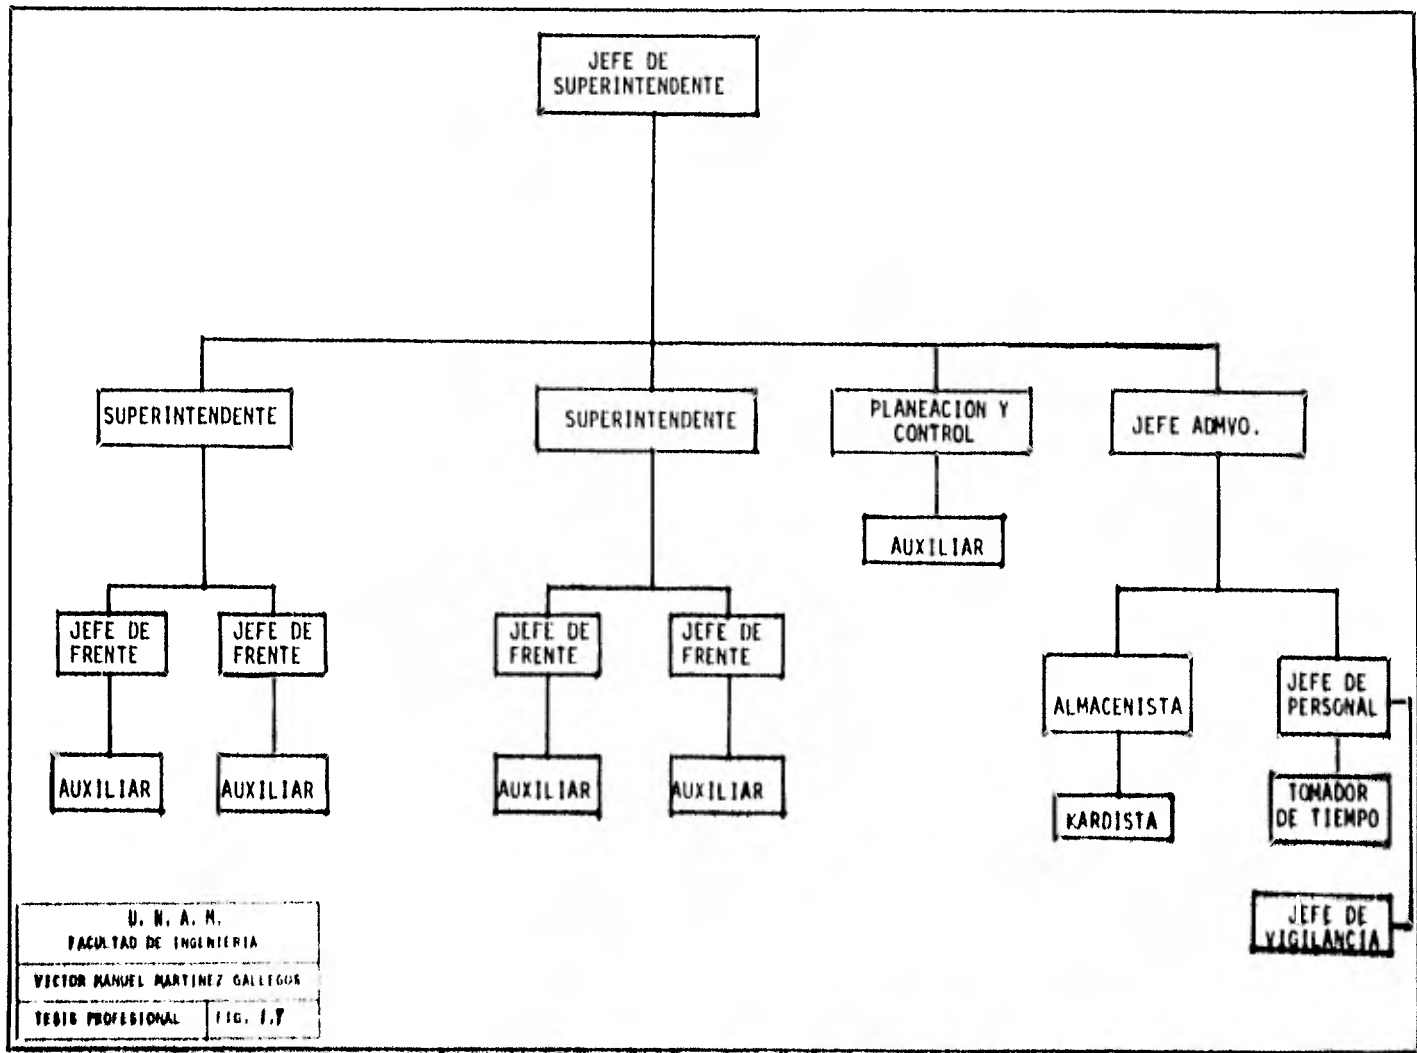 JEFE DE
SUPERINTENDENTE
SUPERINTENDENTE
SUPERINTENDENTE
PLANEACION Y
CONTROL
JEFE ADMVO.
AUXILIAR
JEFE DE
FRENTE
JEFE DE
FRENTE
JEFE DE
FRENTE
JEFE DE
FRENTE
ALMACENISTA
JEFE DE
PERSONAL
AUXILIAR
AUXILIAR
AUXILIAR
AUXILIAR
KARDISTA
TOMADOR
DE TIEMPO
JEFE DE
VIGILANCIA
U. N. A. M.
FACULTAD DE INGENIERIA
VICTOR MANUEL MARTINEZ GALLEGOS
TESIS PROFESIONAL
FIG.